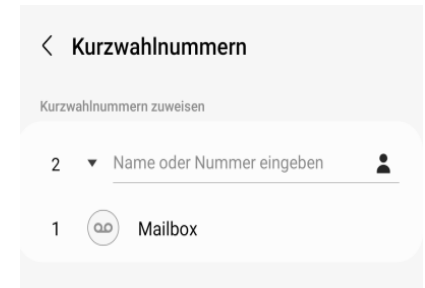 Kurzwahlnummern
Kurzwahlnummern zuweisen
2 Name oder Nummer eingeben
1 Mailbox